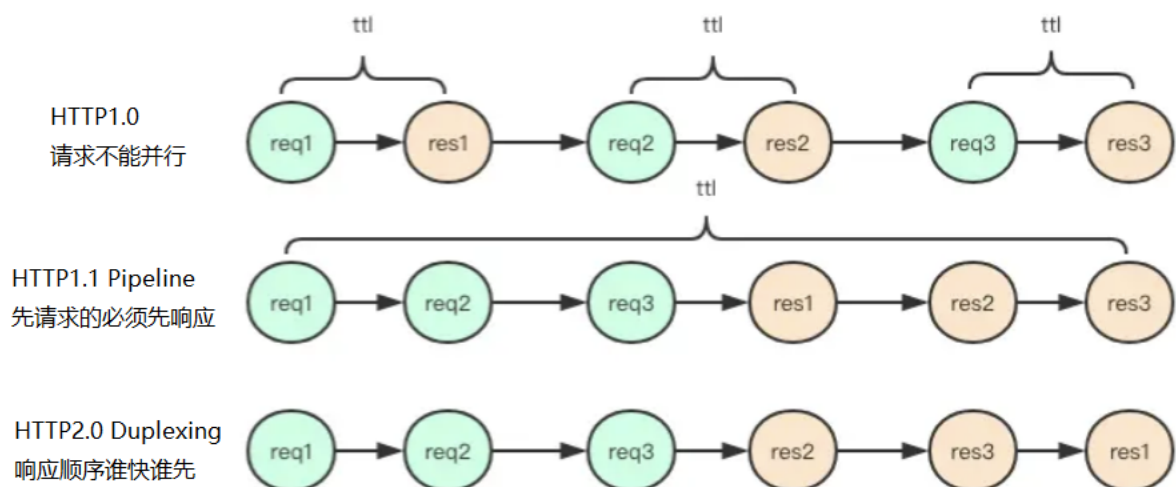 ttl ttl ttl
HTTP1.0
请求不能并行
req1 res1 req2 res2 req3 res3
ttl
HTTP1.1 Pipeline
先请求的必须先响应
req1 req2 req3 res1 res2 res3
HTTP2.0 Duplexing
响应顺序谁快谁先
req1 req2 req3 res2 res3 res1